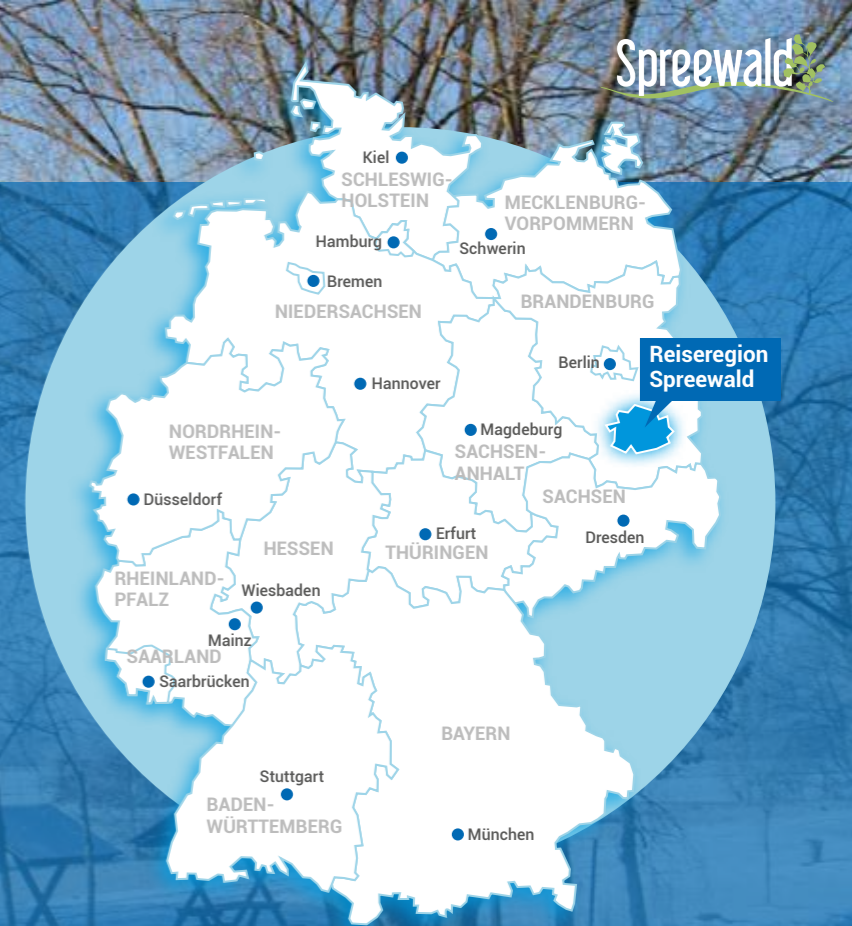 Spreewald
Kiel
SCHLESWIG-
HOLSTEIN
MECKLENBURG-
VORPOMMERN
Hamburg
Schwerin
Bremen
NIEDERSACHSEN
BRANDENBURG
Berlin
Reiseregion
Spreewald
Hannover
NORDRHEIN-
WESTFALEN
Magdeburg
SACHSEN-
ANHALT
Düsseldorf
SACHSEN
Dresden
Erfurt
THÜRINGEN
HESSEN
RHEINLAND-
PFALZ
Wiesbaden
Mainz
SAARLAND
Saarbrücken
BAYERN
Stuttgart
BADEN-
WÜRTTEMBERG
München